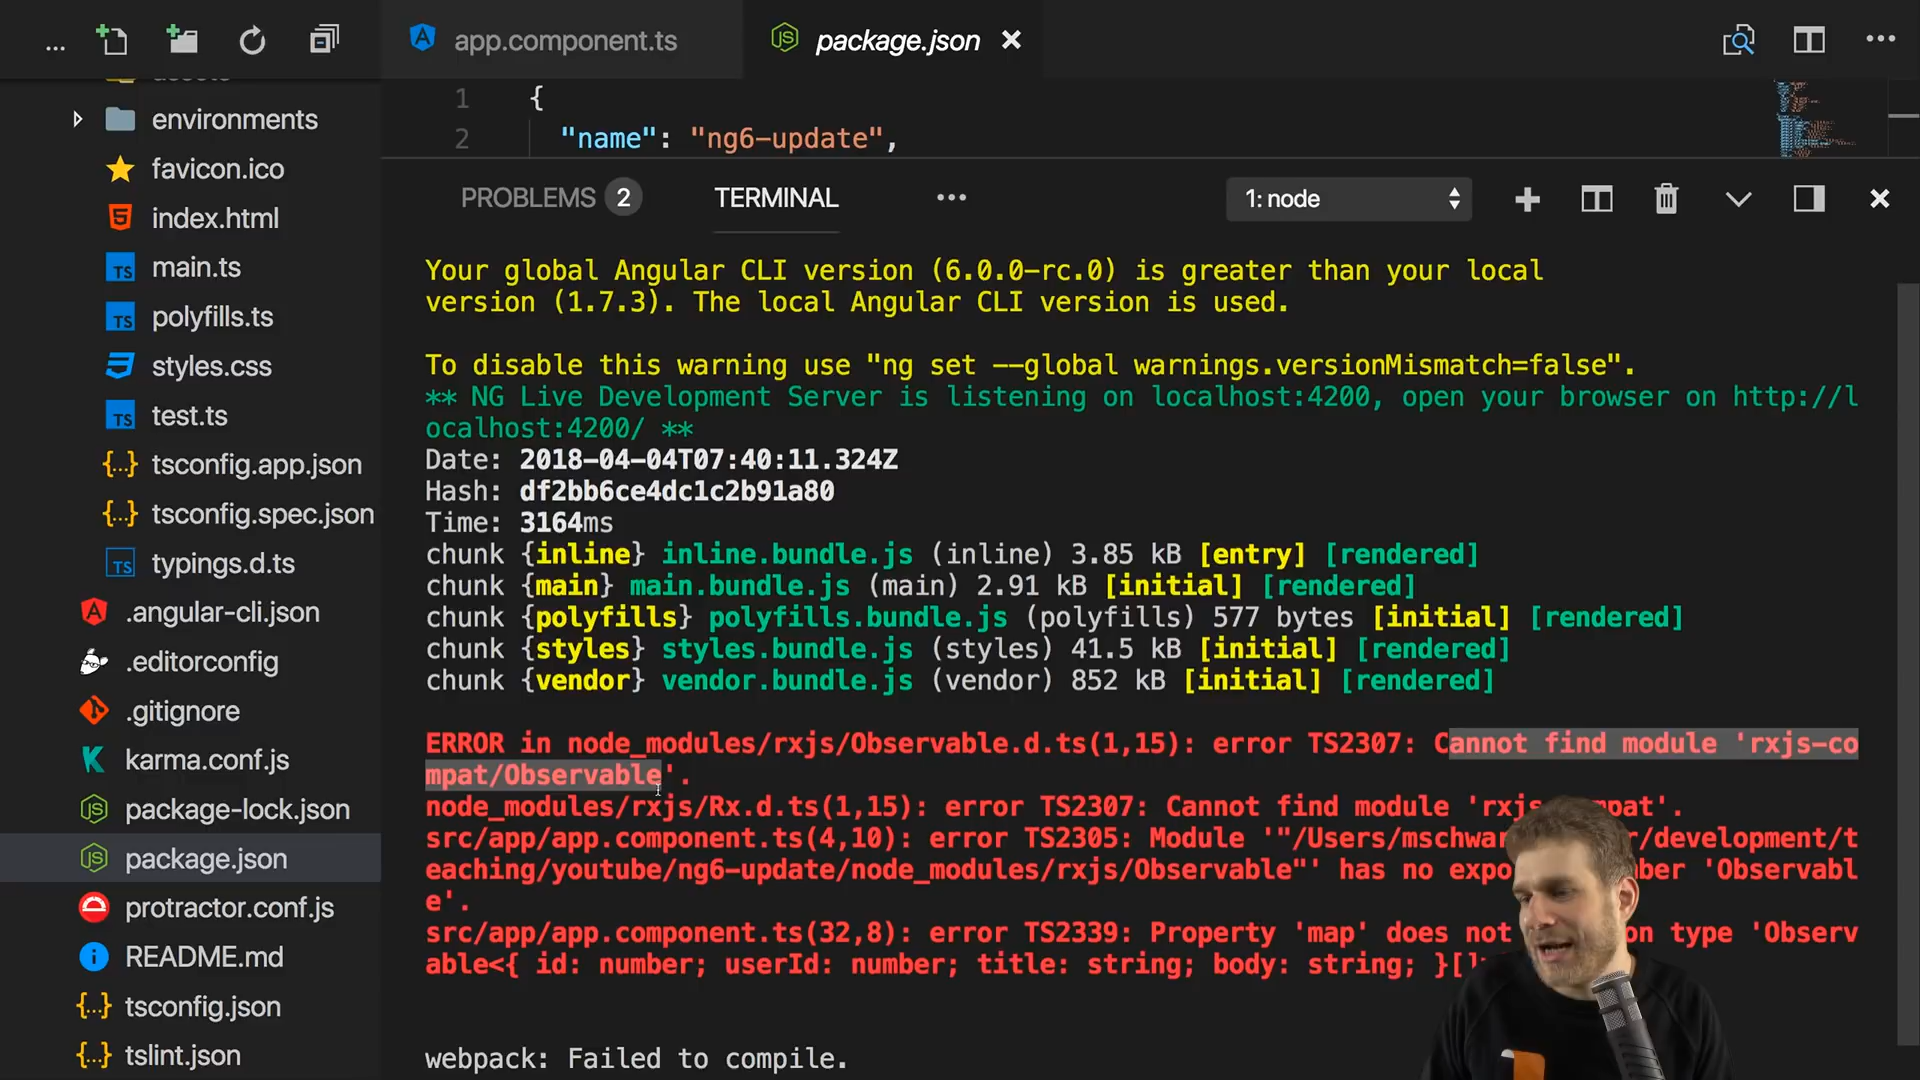 ...
app.component.ts
package.json
assets
environments
favicon.ico
index.html
main.ts
polyfills.ts
styles.css
test.ts
tsconfig.app.json
tsconfig.spec.json
typings.d.ts
.angular-cli.json
.editorconfig
.gitignore
karma.conf.js
package-lock.json
package.json
protractor.conf.js
README.md
tsconfig.json
tslint.json
1 {
2 "name": "ng6-update",
PROBLEMS 2 TERMINAL ... 1: node
Your global Angular CLI version (6.0.0-rc.0) is greater than your local
version (1.7.3). The local Angular CLI version is used.
To disable this warning use "ng set --global warnings.versionMismatch=false".
** NG Live Development Server is listening on localhost:4200, open your browser on http://l
ocalhost:4200/ **
Date: 2018-04-04T07:40:11.324Z
Hash: df2bb6ce4dc1c2b91a80
Time: 3164ms
chunk {inline} inline.bundle.js (inline) 3.85 kB [entry] [rendered]
chunk {main} main.bundle.js (main) 2.91 kB [initial] [rendered]
chunk {polyfills} polyfills.bundle.js (polyfills) 577 bytes [initial] [rendered]
chunk {styles} styles.bundle.js (styles) 41.5 kB [initial] [rendered]
chunk {vendor} vendor.bundle.js (vendor) 852 kB [initial] [rendered]
ERROR in node_modules/rxjs/Observable.d.ts(1,15): error TS2307: Cannot find module 'rxjs-co
mpat/Observable'.
node_modules/rxjs/Rx.d.ts(1,15): error TS2307: Cannot find module 'rxjs mpat'.
src/app/app.component.ts(4,10): error TS2305: Module '"/Users/mschwar r/development/t
eaching/youtube/ng6-update/node_modules/rxjs/Observable"' has no expo mber 'Observabl
e'.
src/app/app.component.ts(32,8): error TS2339: Property 'map' does not on type 'Observ
able<{ id: number; userId: number; title: string; body: string; }[]
webpack: Failed to compile.